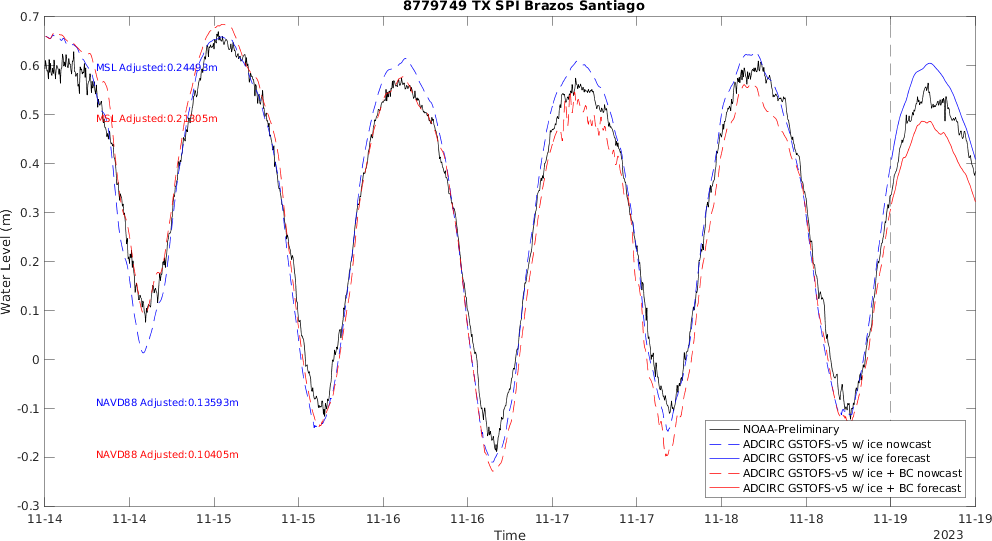 8779749 TX SPI Brazos Santiago
0.7
0.6
0.5
0.4
0.3
0.2
0.1
0
-0.1
-0.2
-0.3
Water Level (m)
MSL Adjusted:0.24493m
MSL Adjusted:0.21305m
NAVD88 Adjusted:0.13593m
NAVD88 Adjusted:0.10405m
NOAA-Preliminary
ADCIRC GSTOFS-v5 w/ ice nowcast
ADCIRC GSTOFS-v5 w/ ice forecast
ADCIRC GSTOFS-v5 w/ ice + BC nowcast
ADCIRC GSTOFS-v5 w/ ice + BC forecast
11-14 11-14 11-15 11-15 11-16 11-16 11-17 11-17 11-18 11-18 11-19 11-19
Time
2023